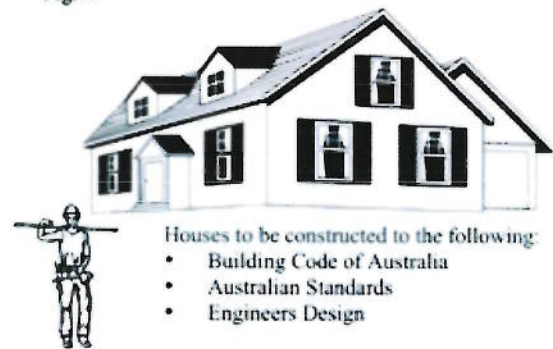 Houses to be constructed to the following:
• Building Code of Australia
• Australian Standards
• Engineers Design